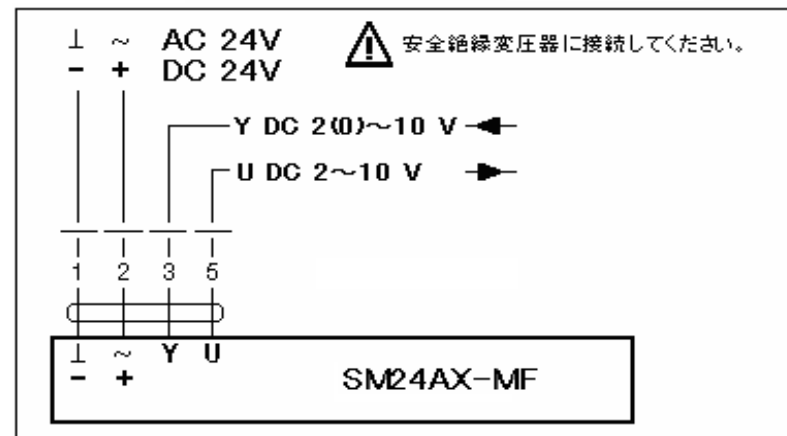 ⊥ ~ AC 24V
- + DC 24V
安全絶縁変圧器に接続してください。
Y DC 2(0)~10 V
U DC 2~10 V
1 2 3 5
⊥ ~ Y U
- +
SM24AX-MF